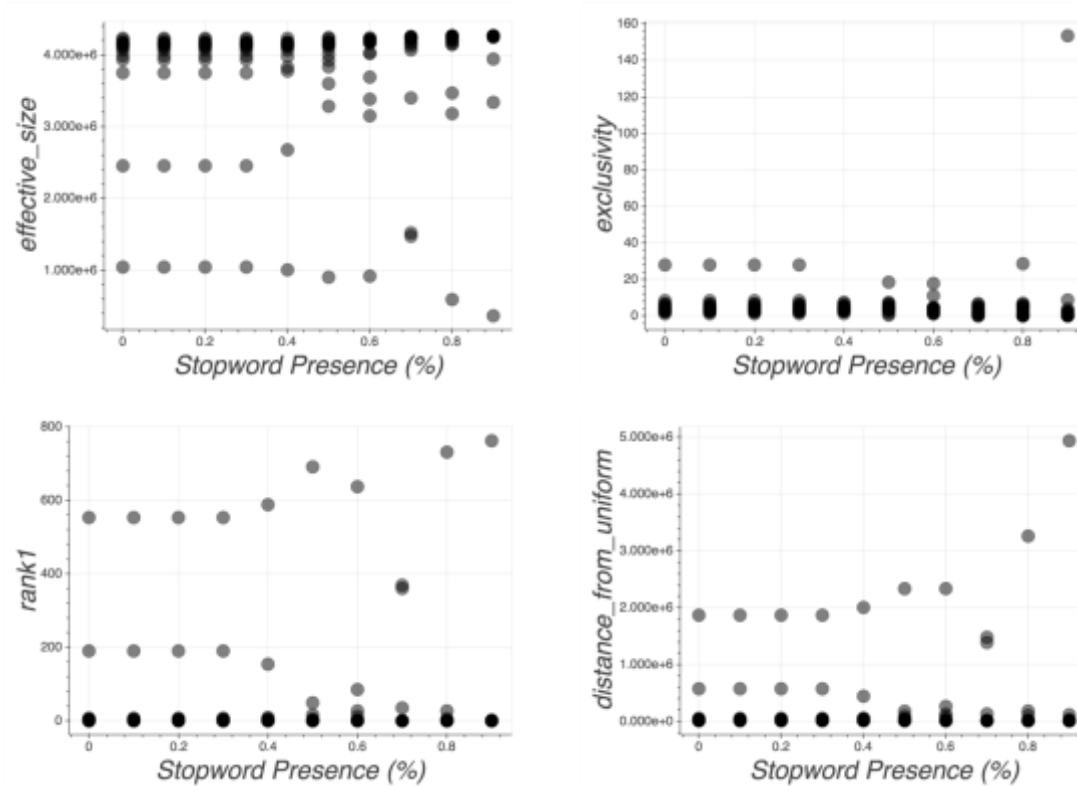 effective_size
4.000e+6
3.000e+6
2.000e+6
1.000e+6
0 0.2 0.4 0.6 0.8
Stopword Presence (%)
exclusivity
160
140
120
100
80
60
40
20
0
0 0.2 0.4 0.6 0.8
Stopword Presence (%)
rank1
800
600
400
200
0
0 0.2 0.4 0.6 0.8
Stopword Presence (%)
distance_from_uniform
5.000e+6
4.000e+6
3.000e+6
2.000e+6
1.000e+6
0.000e+0
0 0.2 0.4 0.6 0.8
Stopword Presence (%)